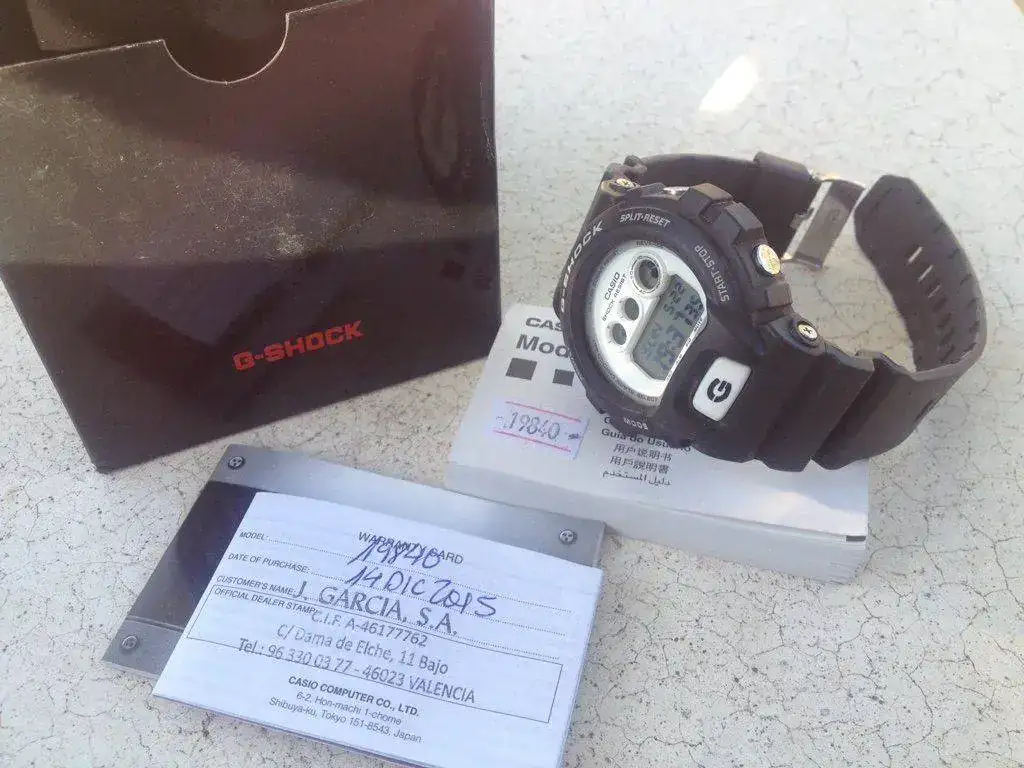 G-SHOCK
G-SHOCK
SPLIT·RESET
START·STOP
CASIO
SHOCK RESIST
MODE
G
CAS
Mod
-19840-
Guía do Usuário
用户说明书
用戶說明書
دليل المستخدم
WARRANTY CARD
MODEL: 19840
DATE OF PURCHASE: 14 DIC 2015
CUSTOMER'S NAME:
OFFICIAL DEALER STAMP:
J. GARCIA, S.A.
C.I.F. A-46177762
C/ Dama de Elche, 11 Bajo
Tel.: 96 330 03 77 - 46023 VALENCIA
CASIO COMPUTER CO., LTD.
6-2, Hon-machi 1-chome
Shibuya-ku, Tokyo 151-8543, Japan